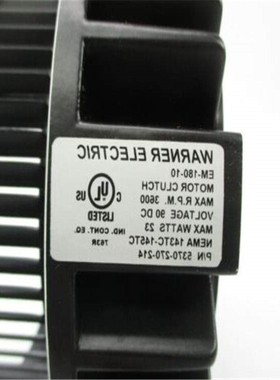 WARNER ELECTRIC
EM-180-10
MOTOR CLUTCH
MAX R.P.M. 3600
VOLTAGE 90 DC
MAX WATTS 23
NEMA 143TC-145TC
P/N 5370-270-214
C UL US
LISTED
IND. CONT. EQ.
763R